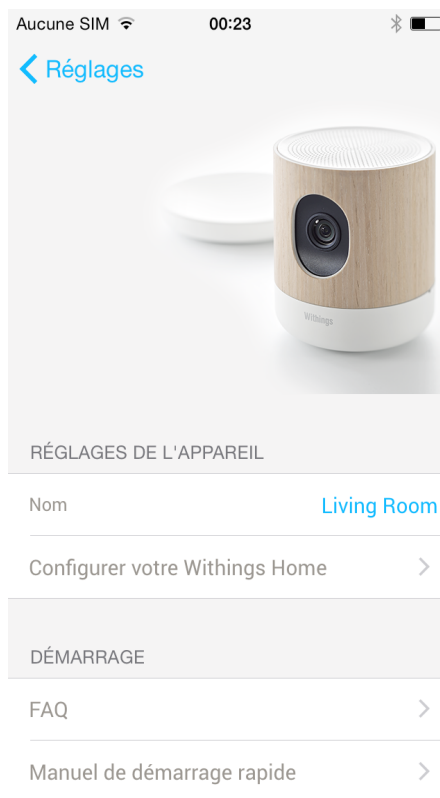 Aucune SIM 00:23
Réglages
Withings
RÉGLAGES DE L'APPAREIL
Nom Living Room
Configurer votre Withings Home
DÉMARRAGE
FAQ
Manuel de démarrage rapide